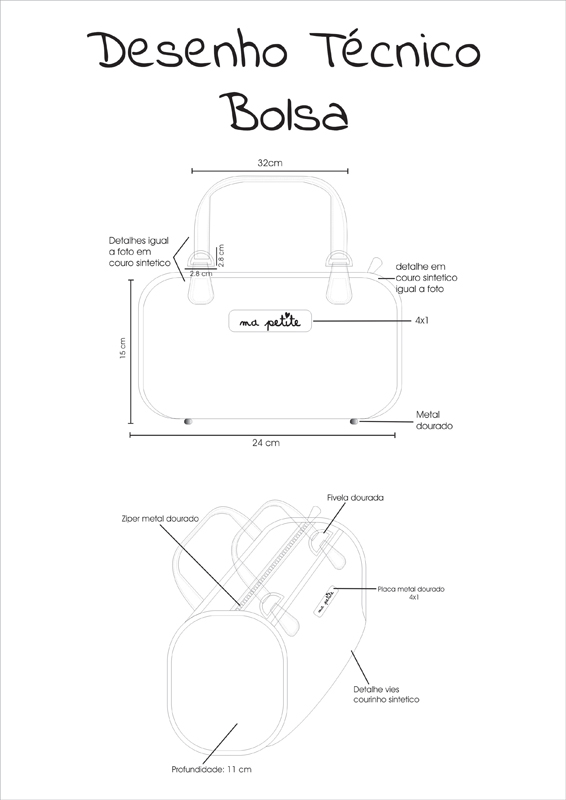 Desenho Técnico
Bolsa
32cm
Detalhes igual
a foto em
couro sintetico
2.8 cm
2.8 cm
detalhe em
couro sintetico
igual a foto
ma petite
4x1
15 cm
Metal
dourado
24 cm
Fivela dourada
Ziper metal dourado
Placa metal dourado
4x1
ma petite
Detalhe vies
courinho sintetico
Profundidade: 11 cm